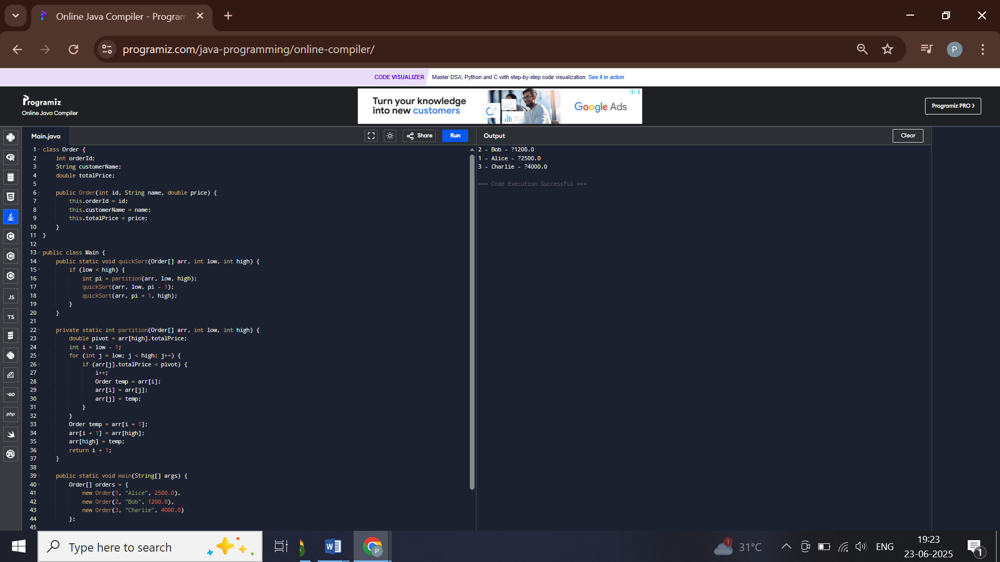 Online Java Compiler - Program
programiz.com/java-programming/online-compiler/
P
CODE VISUALIZER Master DSA, Python and C with step-by-step code visualization. See it in action
Programiz
Online Java Compiler
Turn your knowledge
into new customers
Google Ads
Programiz PRO
Main.java
Share
Run
Output
Clear
1 class Order {
2 int orderId;
3 String customerName;
4 double totalPrice;
5
6 public Order(int id, String name, double price) {
7 this.orderId = id;
8 this.customerName = name;
9 this.totalPrice = price;
10 }
11 }
12
13 public class Main {
14 public static void quickSort(Order[] arr, int low, int high) {
15 if (low < high) {
16 int pi = partition(arr, low, high);
17 quickSort(arr, low, pi - 1);
18 quickSort(arr, pi + 1, high);
19 }
20 }
21
22 private static int partition(Order[] arr, int low, int high) {
23 double pivot = arr[high].totalPrice;
24 int i = low - 1;
25 for (int j = low; j < high; j++) {
26 if (arr[j].totalPrice < pivot) {
27 i++;
28 Order temp = arr[i];
29 arr[i] = arr[j];
30 arr[j] = temp;
31 }
32 }
33 Order temp = arr[i + 1];
34 arr[i + 1] = arr[high];
35 arr[high] = temp;
36 return i + 1;
37 }
38
39 public static void main(String[] args) {
40 Order[] orders = {
41 new Order(1, "Alice", 2500.0),
42 new Order(2, "Bob", 1200.0),
43 new Order(3, "Charlie", 4000.0)
44 };
45
2 - Bob - ?1200.0
1 - Alice - ?2500.0
3 - Charlie - ?4000.0
=== Code Execution Successful ===
JS
TS
GO
php
Type here to search
W
P
1
31°C
ENG
19:23
23-06-2025
1